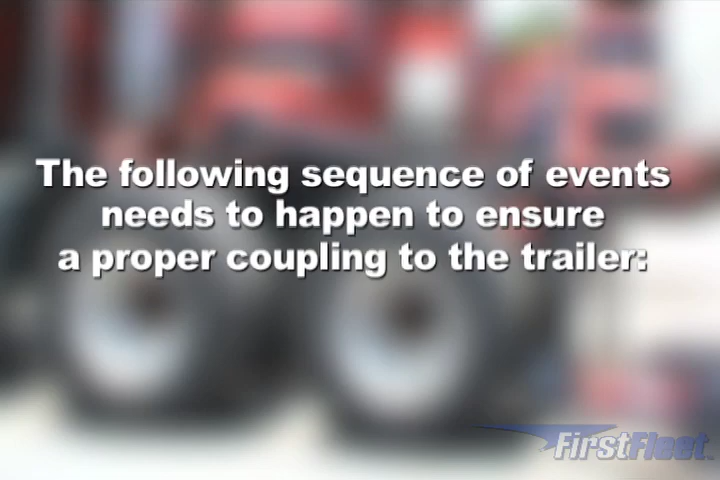 The following sequence of events
needs to happen to ensure
a proper coupling to the trailer:
FirstFleet